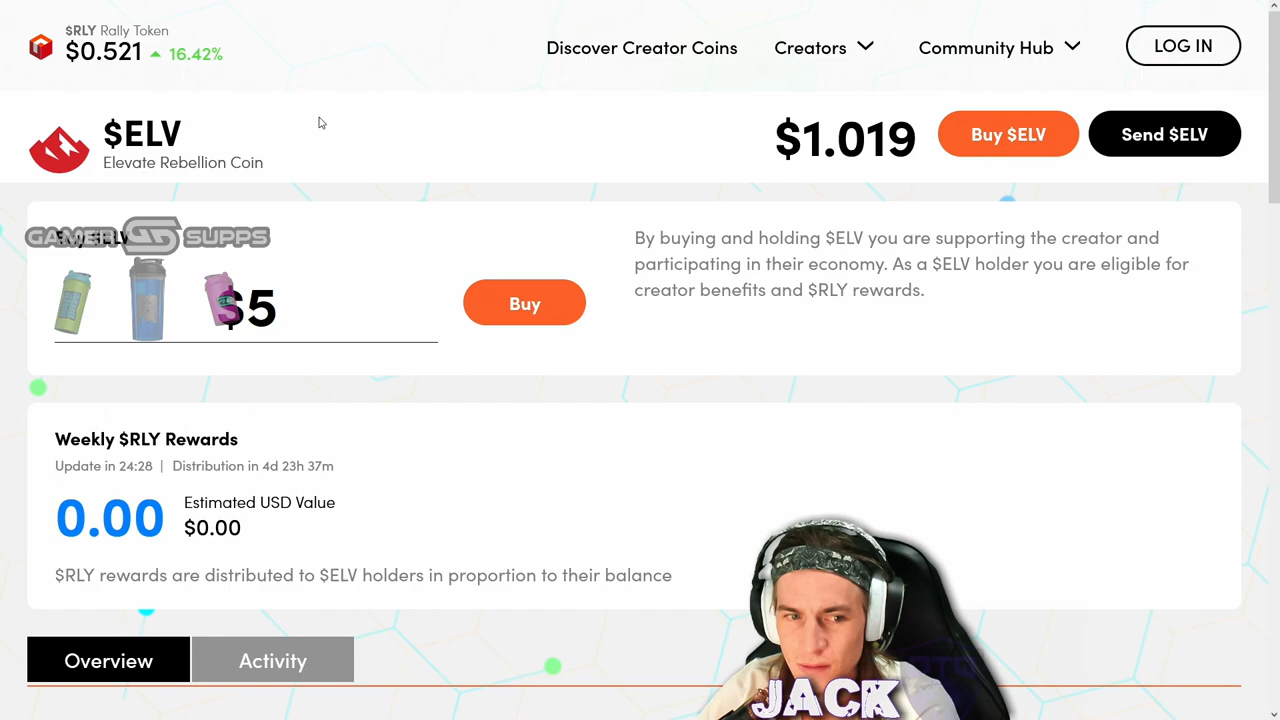 $RLY Rally Token
$0.521 16.42%
Discover Creator Coins
Creators
Community Hub
LOG IN
$ELV
Elevate Rebellion Coin
$1.019
Buy $ELV
Send $ELV
Buy $ELV
GAMER SUPPS
$5
Buy
By buying and holding $ELV you are supporting the creator and
participating in their economy. As a $ELV holder you are eligible for
creator benefits and $RLY rewards.
Weekly $RLY Rewards
Update in 24:28 | Distribution in 4d 23h 37m
0.00
Estimated USD Value
$0.00
$RLY rewards are distributed to $ELV holders in proportion to their balance
Overview
Activity
JACK